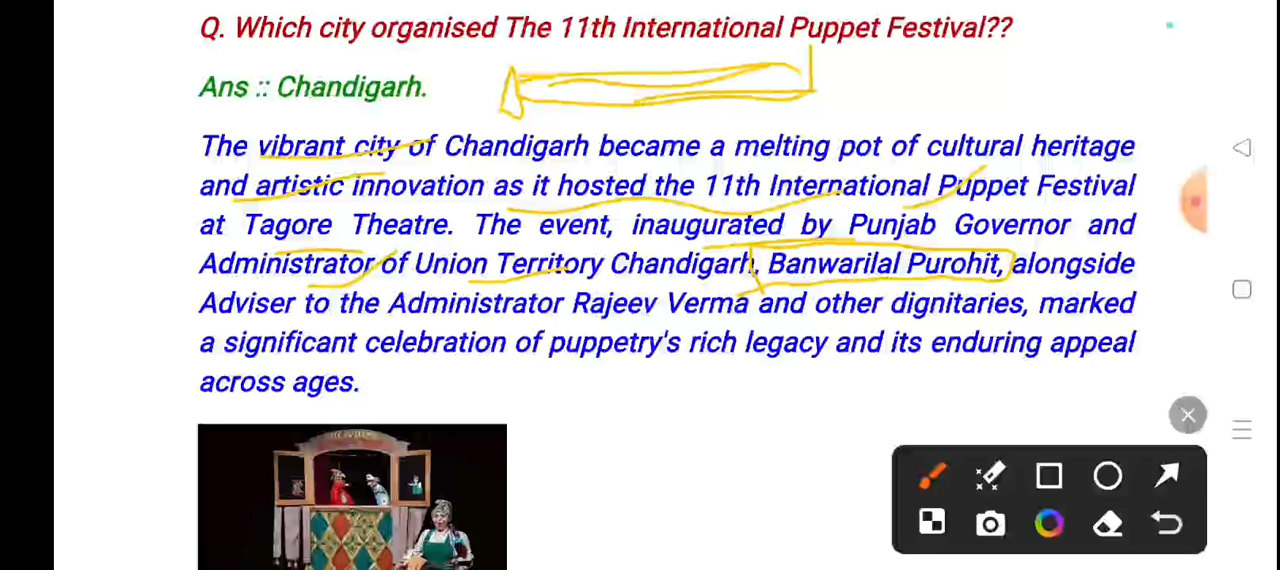 Q. Which city organised The 11th International Puppet Festival??
Ans :: Chandigarh.
The vibrant city of Chandigarh became a melting pot of cultural heritage
and artistic innovation as it hosted the 11th International Puppet Festival
at Tagore Theatre. The event, inaugurated by Punjab Governor and
Administrator of Union Territory Chandigarh, Banwarilal Purohit, alongside
Adviser to the Administrator Rajeev Verma and other dignitaries, marked
a significant celebration of puppetry's rich legacy and its enduring appeal
across ages.